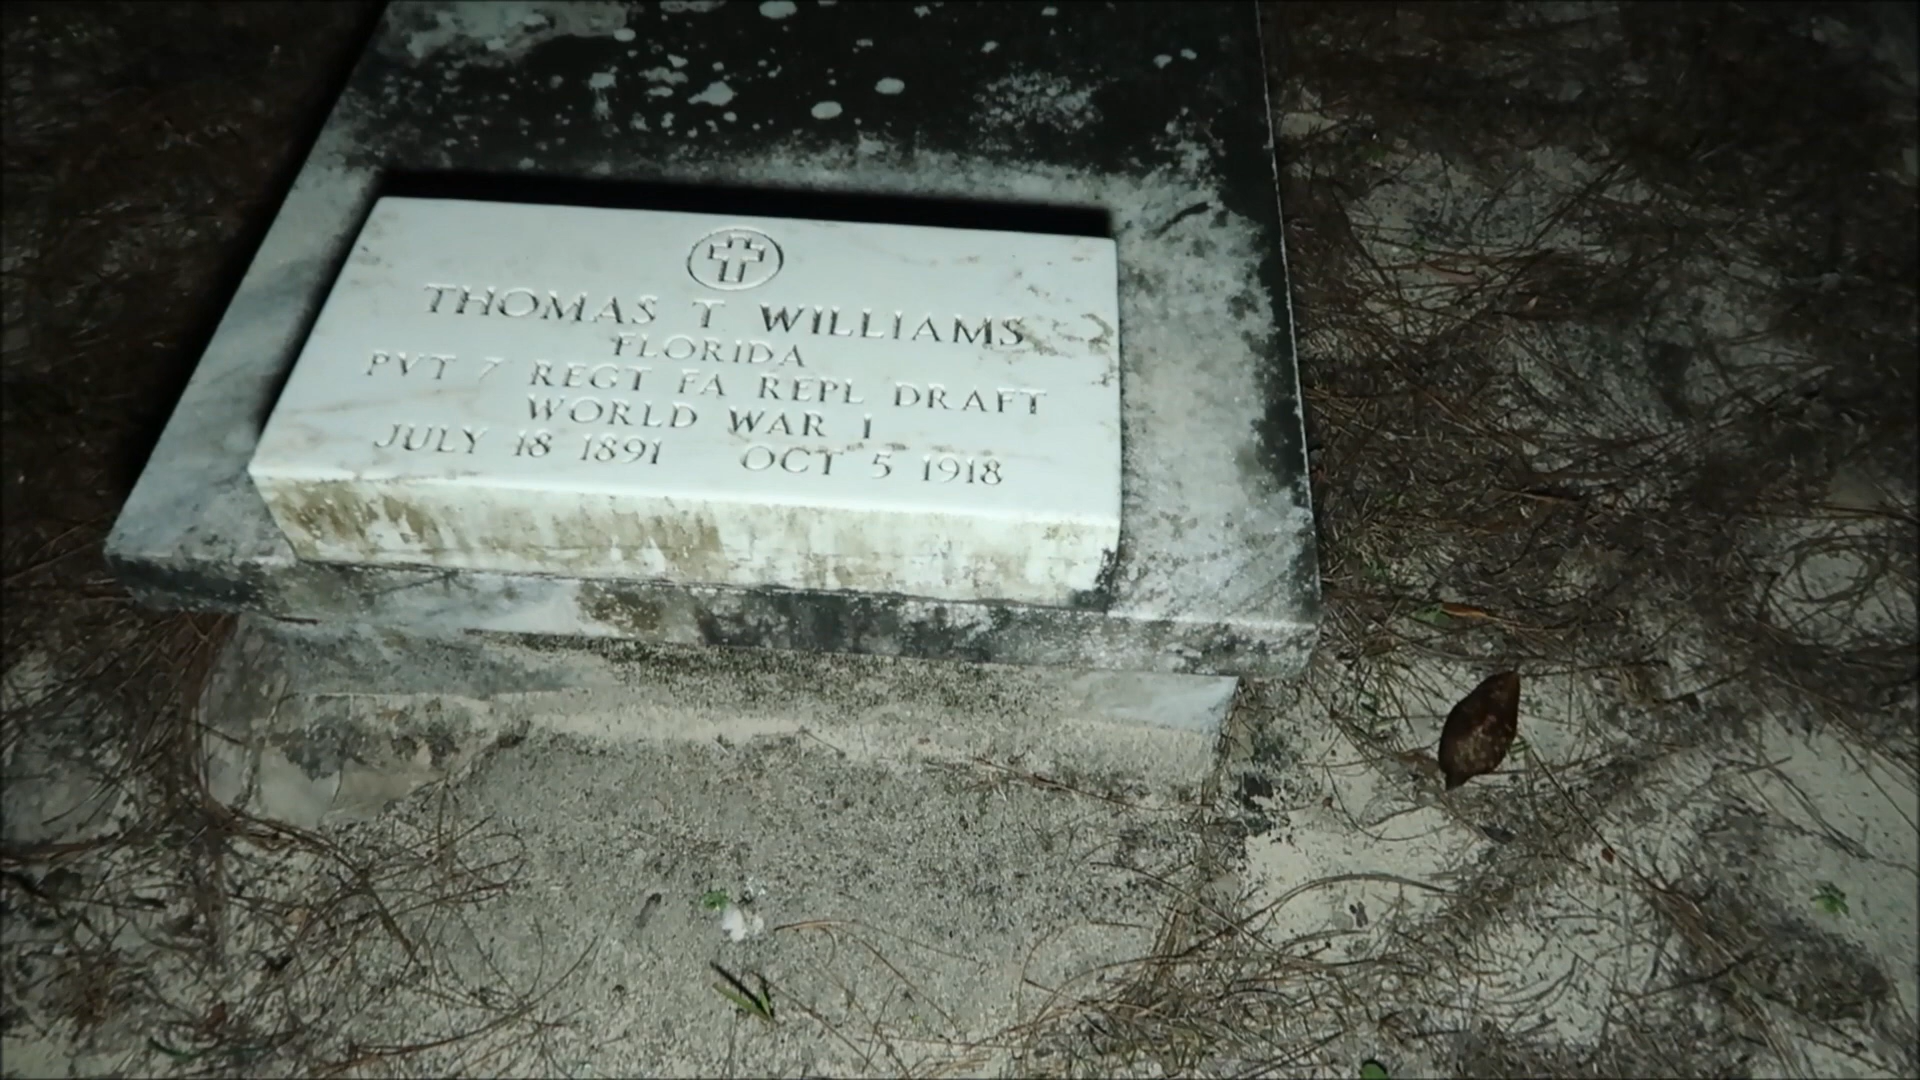 THOMAS T WILLIAMS
FLORIDA
PVT 7 REGT FA REPL DRAFT
WORLD WAR I
JULY 18 1891 OCT 5 1918